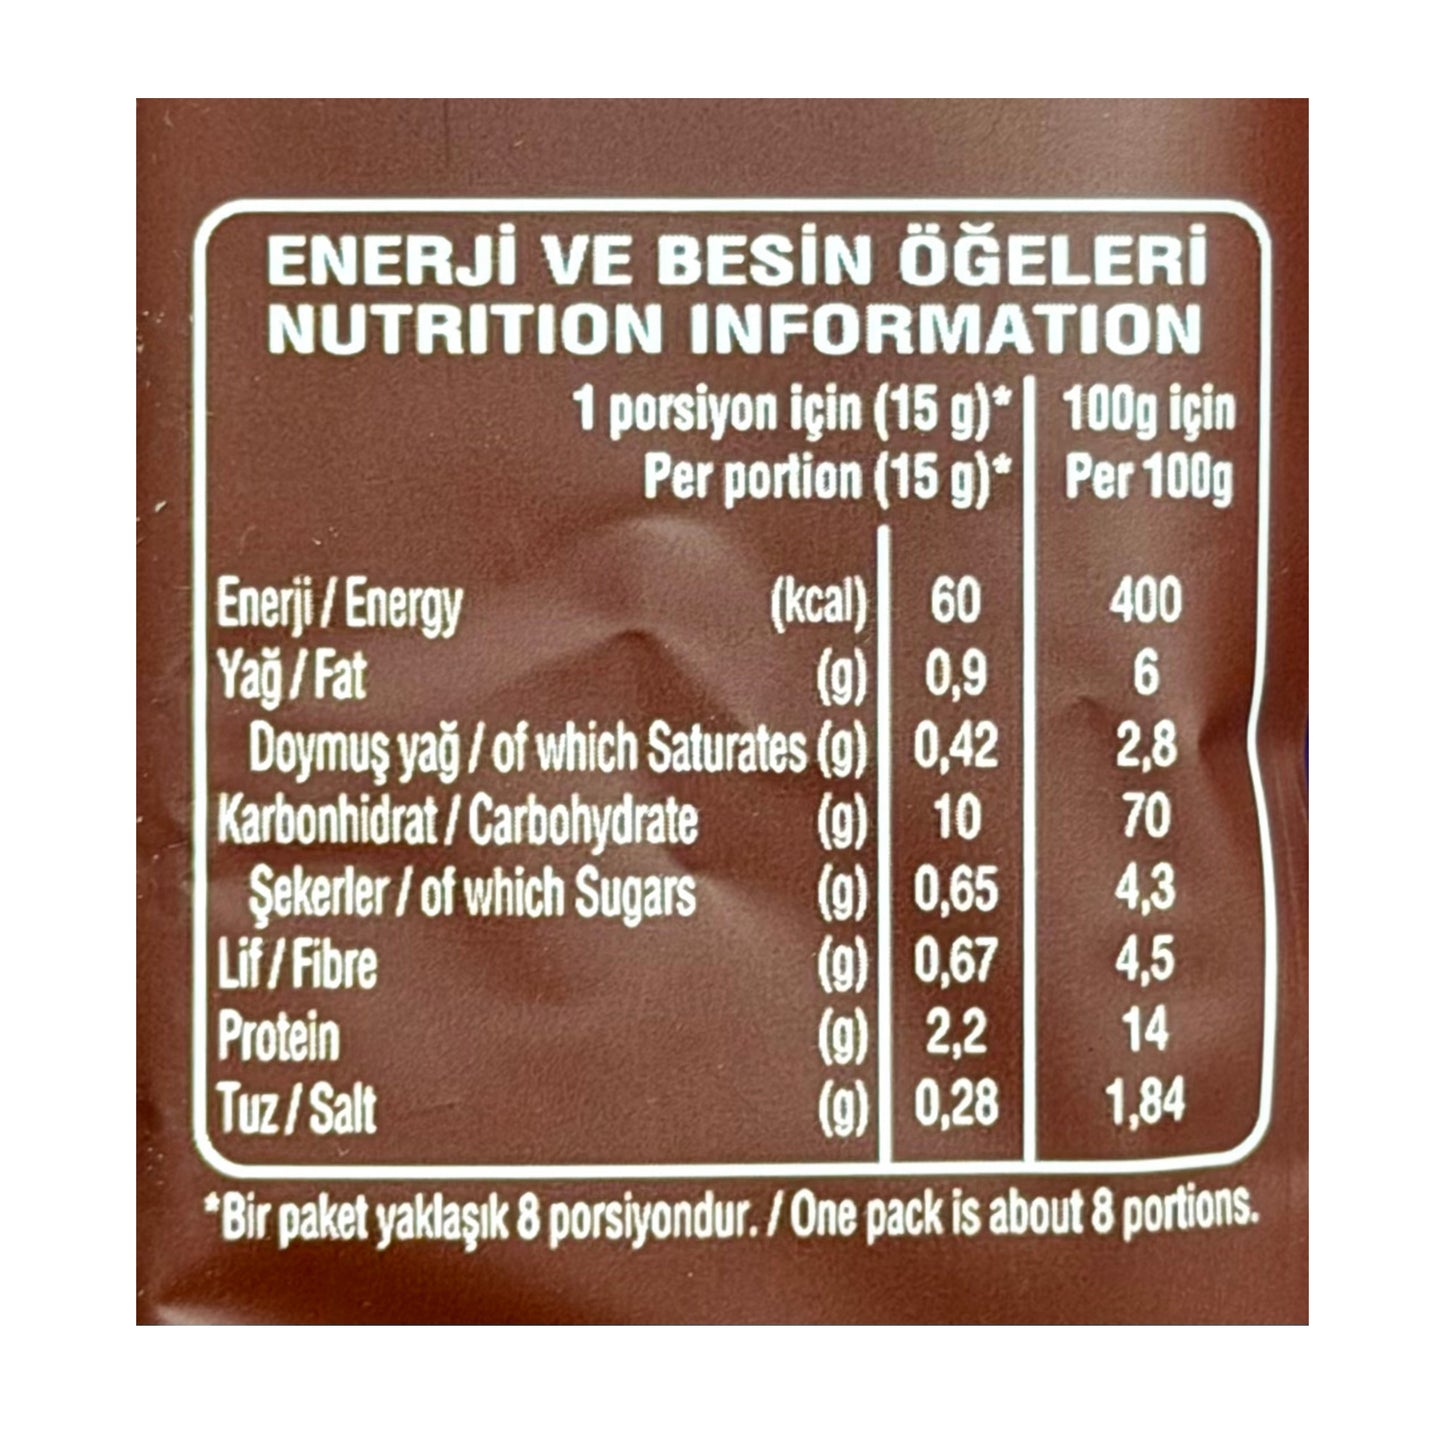 ENERJİ VE BESİN ÖĞELERİ
NUTRITION INFORMATION
1 porsiyon için (15 g)* 100g için
Per portion (15 g)* Per 100g
Enerji / Energy (kcal) 60 400
Yağ / Fat (g) 0,9 6
Doymuş yağ / of which Saturates (g) 0,42 2,8
Karbonhidrat / Carbohydrate (g) 10 70
Şekerler / of which Sugars (g) 0,65 4,3
Lif / Fibre (g) 0,67 4,5
Protein (g) 2,2 14
Tuz / Salt (g) 0,28 1,84
*Bir paket yaklaşık 8 porsiyondur. / One pack is about 8 portions.